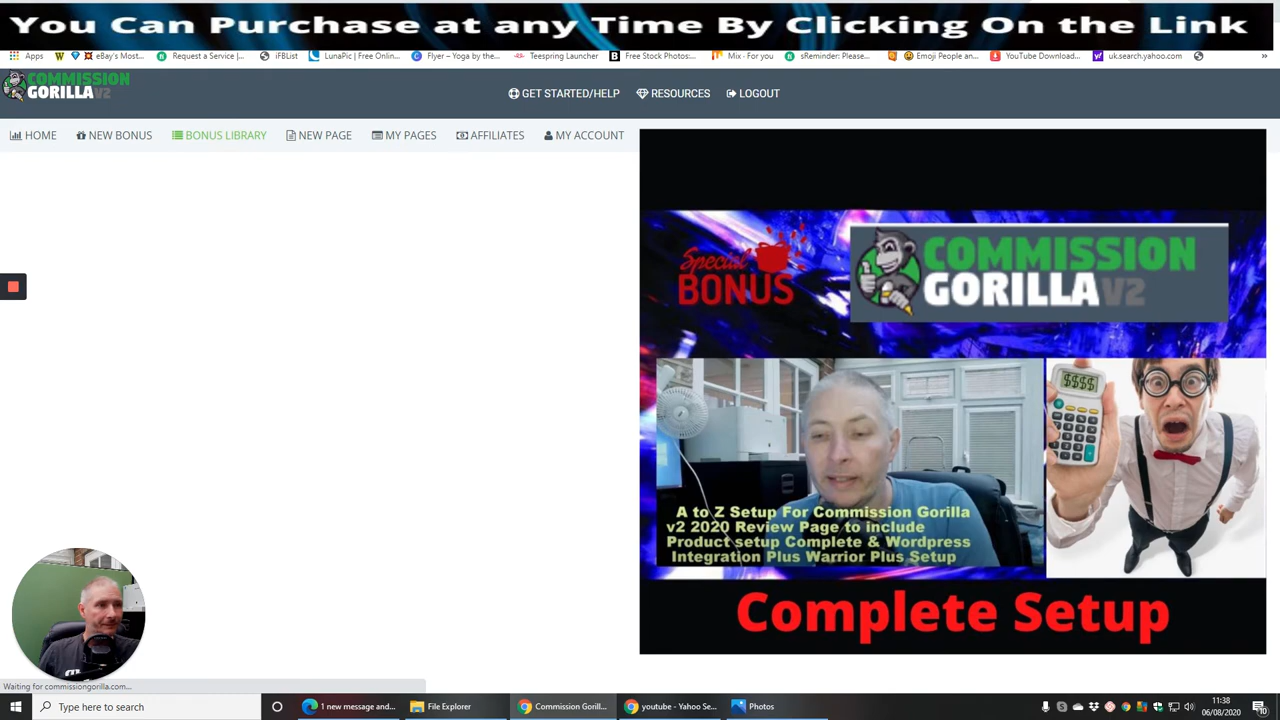 You Can Purchase at any Time By Clicking On the Link
Apps
eBay's Most...
Request a Service |...
iFBList
LunaPic | Free Onlin...
Flyer – Yoga by the...
Teespring Launcher
Free Stock Photos:...
Mix - For you
sReminder: Please...
Emoji People an...
YouTube Download...
uk.search.yahoo.com
»
COMMISSION
GORILLA V2
GET STARTED/HELP
RESOURCES
LOGOUT
HOME
NEW BONUS
BONUS LIBRARY
NEW PAGE
MY PAGES
AFFILIATES
MY ACCOUNT
Special
BONUS
COMMISSION
GORILLA V2
$$$$
A to Z Setup For Commission Gorilla
v2 2020 Review Page to include
Product setup Complete & Wordpress
Integration Plus Warrior Plus Setup
Complete Setup
Waiting for commissiongorilla.com...
Type here to search
1 new message and...
File Explorer
Commission Gorill...
youtube - Yahoo Se...
Photos
11:38
06/08/2020
10